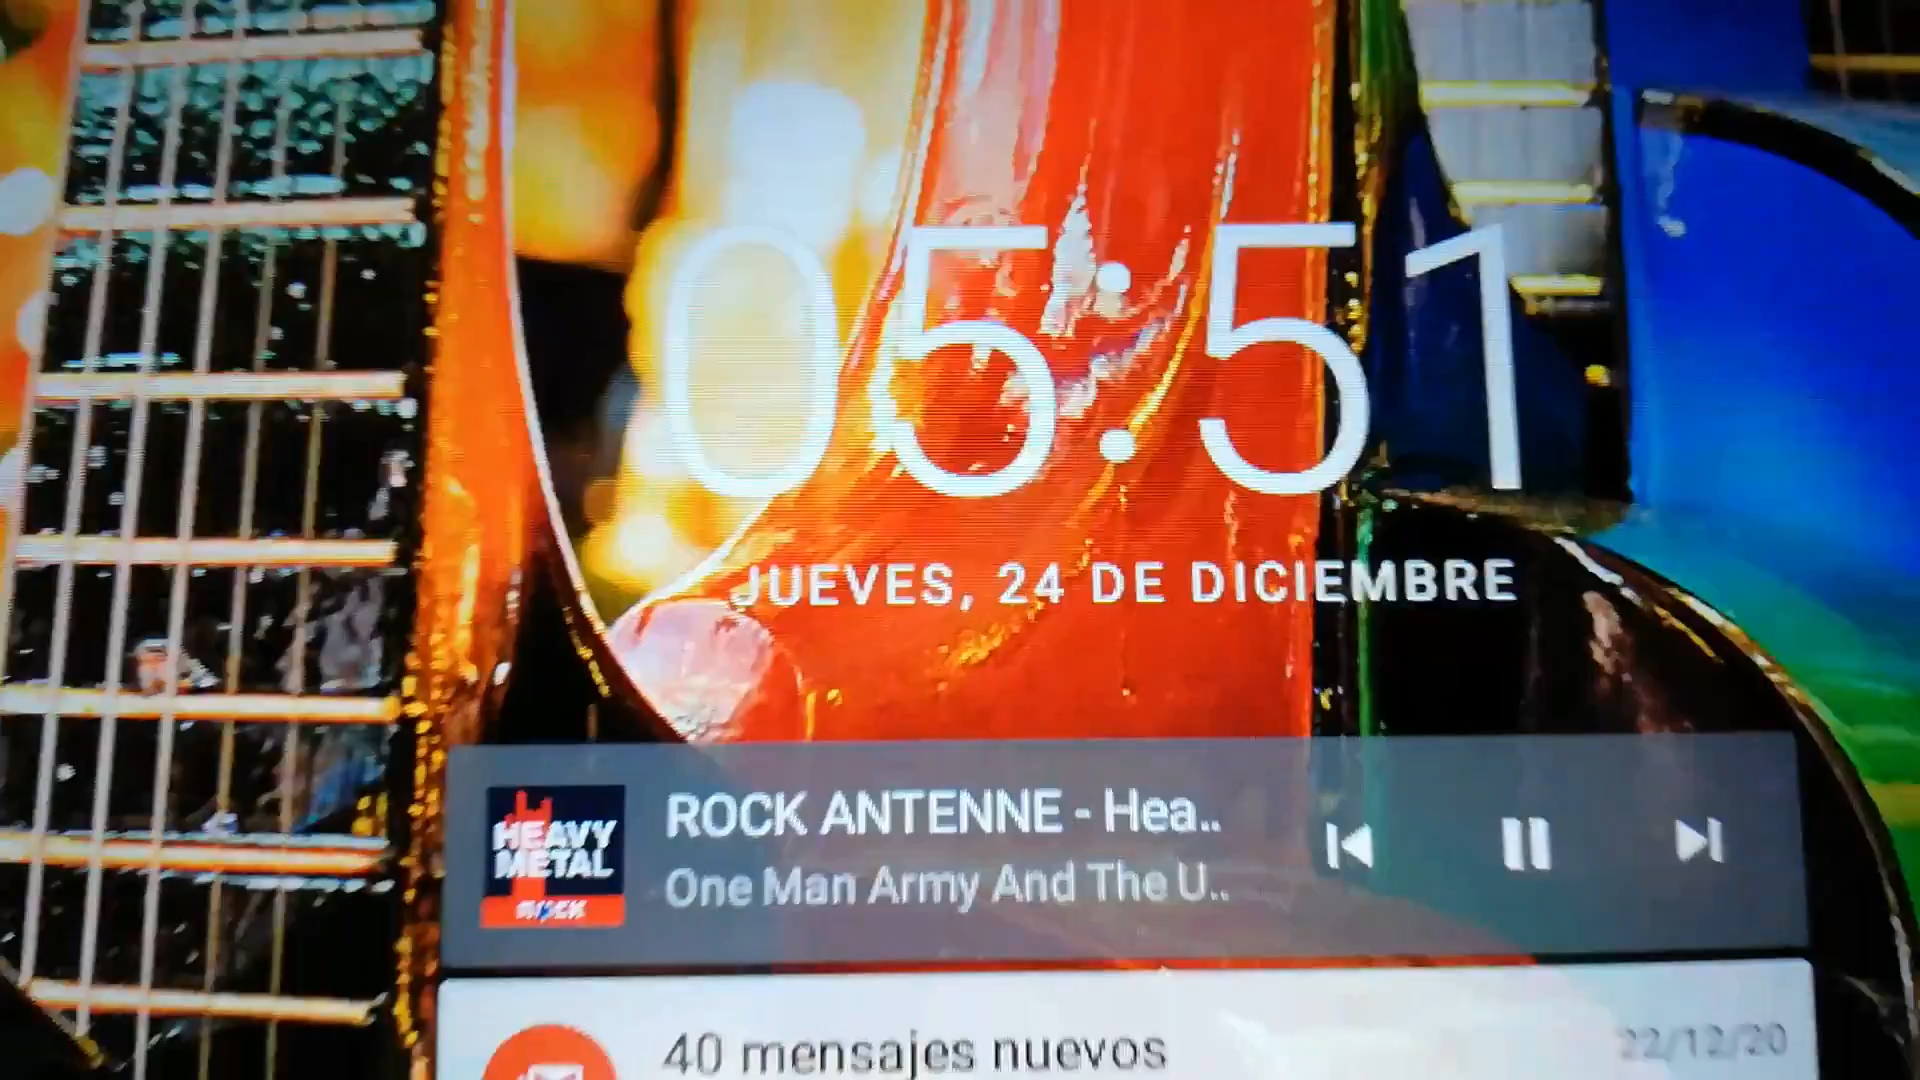 05:51
JUEVES, 24 DE DICIEMBRE
HEAVY
METAL
ROCK
ROCK ANTENNE - Hea..
One Man Army And The U..
40 mensajes nuevos
22/12/20